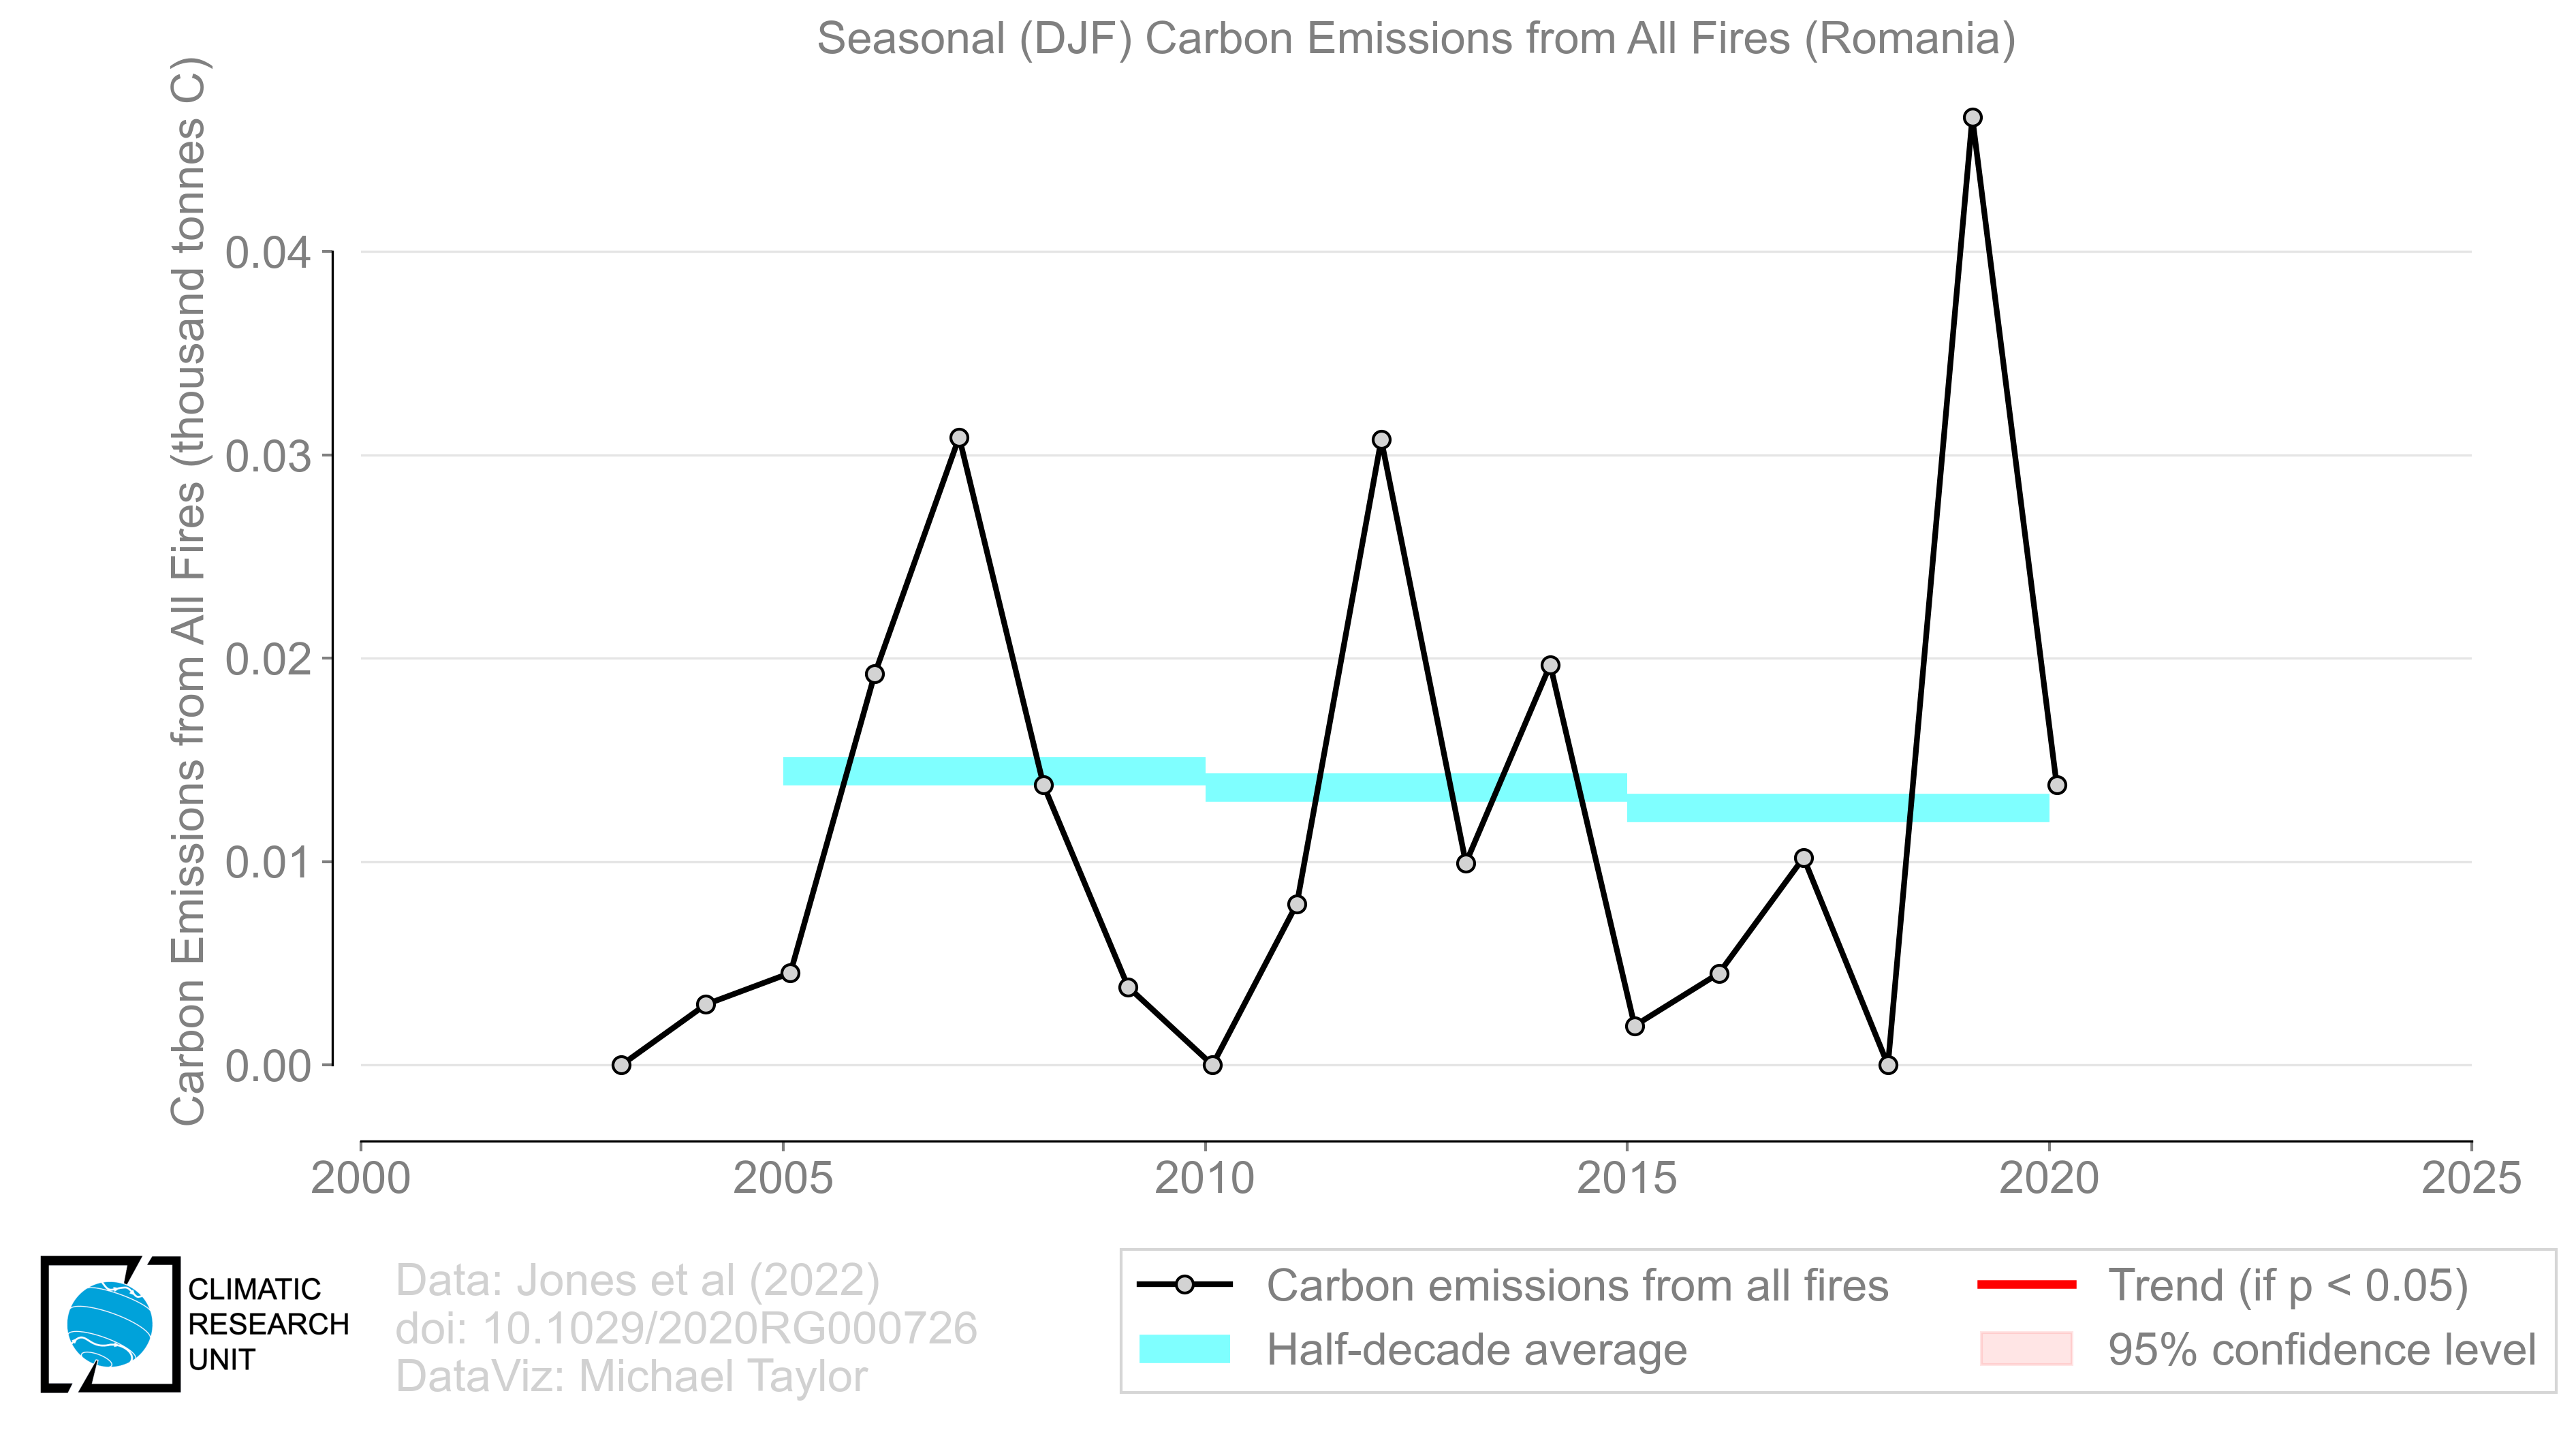 Seasonal (DJF) Carbon Emissions from All Fires (Romania)
Carbon Emissions from All Fires (thousand tonnes C)
0.04
0.03
0.02
0.01
0.00
2000 2005 2010 2015 2020 2025
CLIMATIC
RESEARCH
UNIT
Data: Jones et al (2022)
doi: 10.1029/2020RG000726
DataViz: Michael Taylor
Carbon emissions from all fires
Half-decade average
Trend (if p < 0.05)
95% confidence level